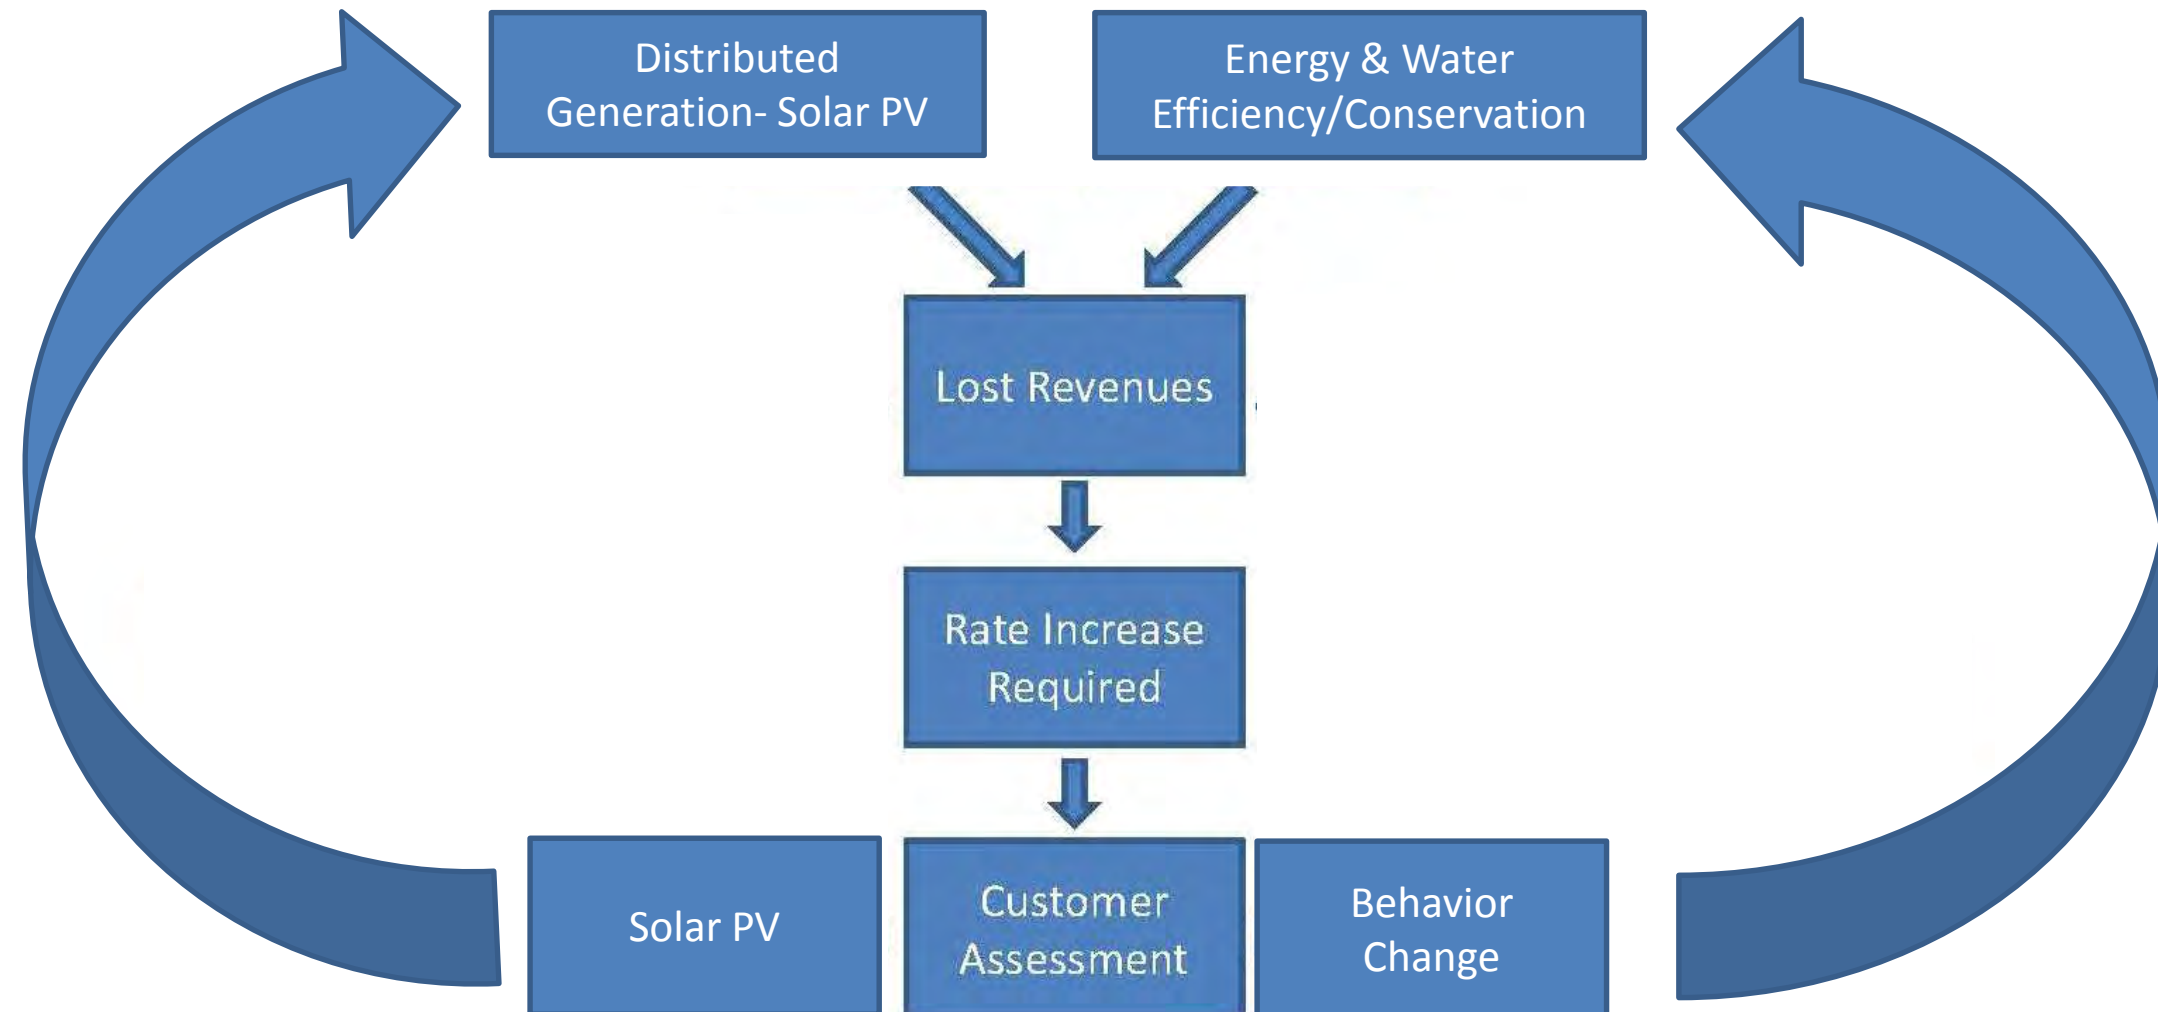 Distributed
Generation- Solar PV
Energy & Water
Efficiency/Conservation
Lost Revenues
Rate Increase
Required
Solar PV
Customer
Assessment
Behavior
Change